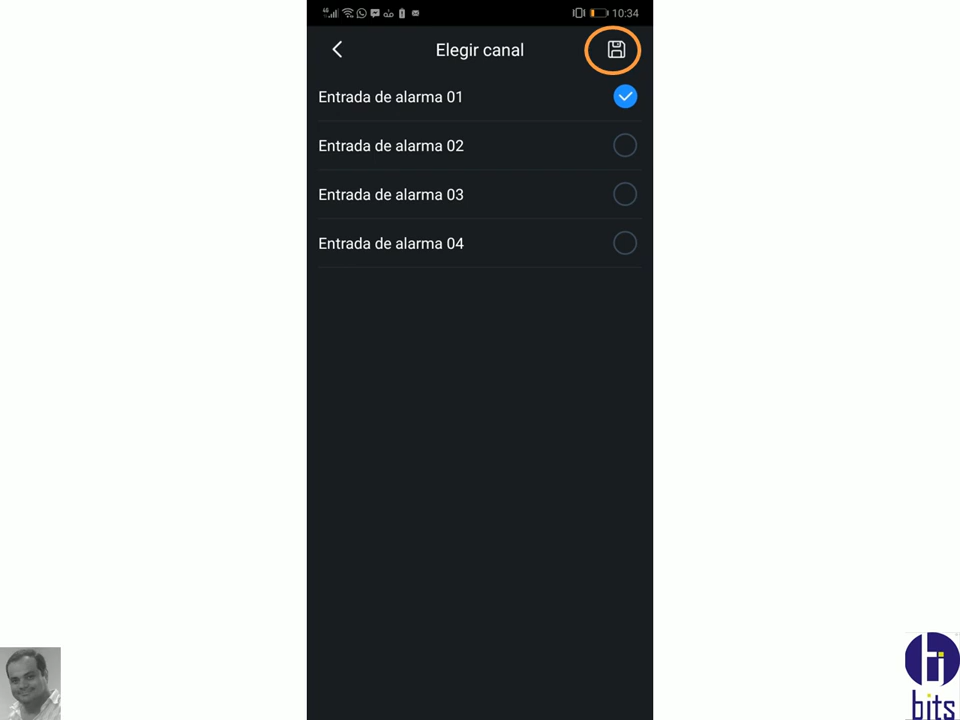 4G 10:34
Elegir canal
Entrada de alarma 01
Entrada de alarma 02
Entrada de alarma 03
Entrada de alarma 04
bits